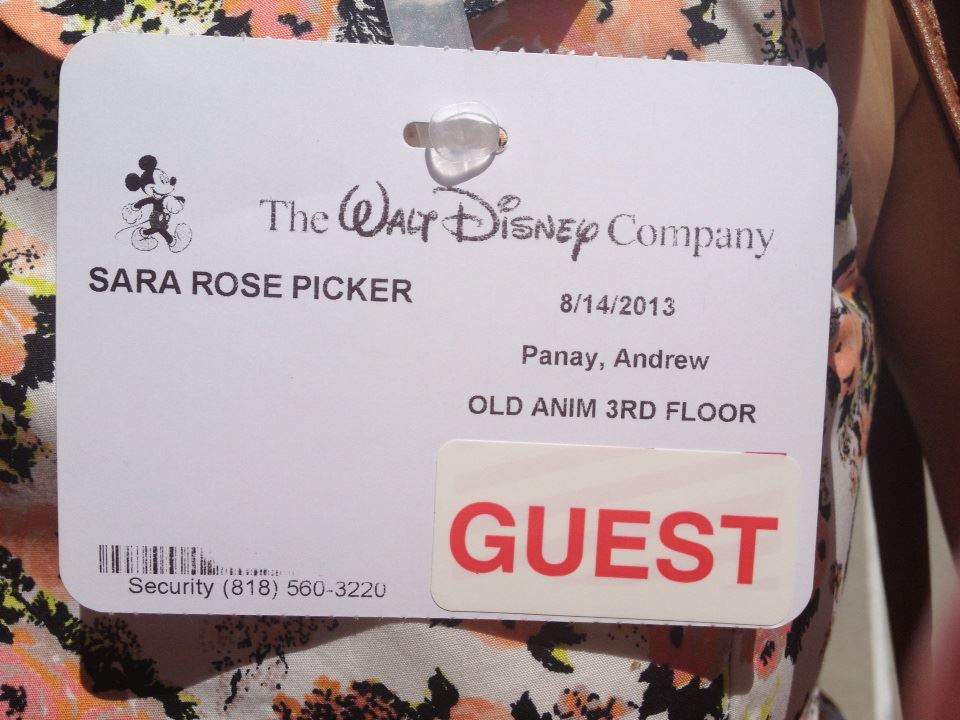 The Walt Disney Company
SARA ROSE PICKER
8/14/2013
Panay, Andrew
OLD ANIM 3RD FLOOR
GUEST
Security (818) 560-3220